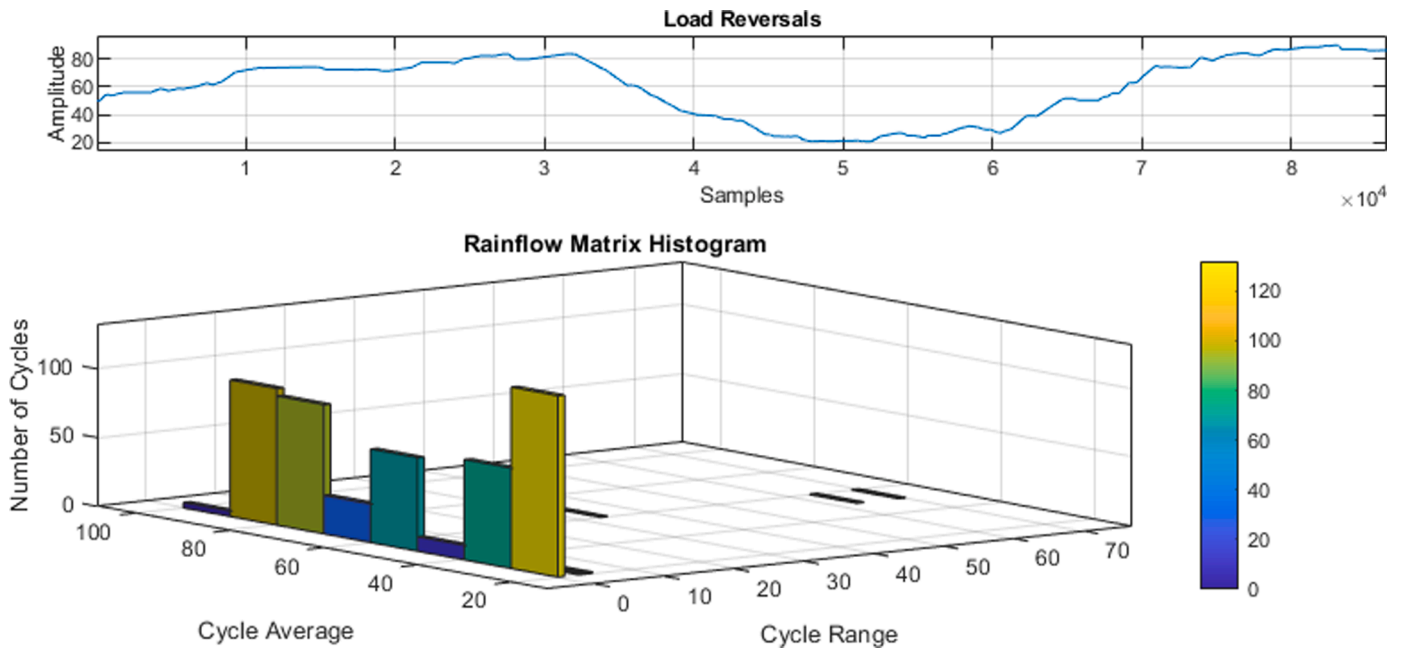 Load Reversals
Amplitude
80
60
40
20
1 2 3 4 5 6 7 8
Samples
×10⁴
Rainflow Matrix Histogram
Number of Cycles
100
50
0
100 80 60 40 20
Cycle Average
0 10 20 30 40 50 60 70
Cycle Range
120
100
80
60
40
20
0